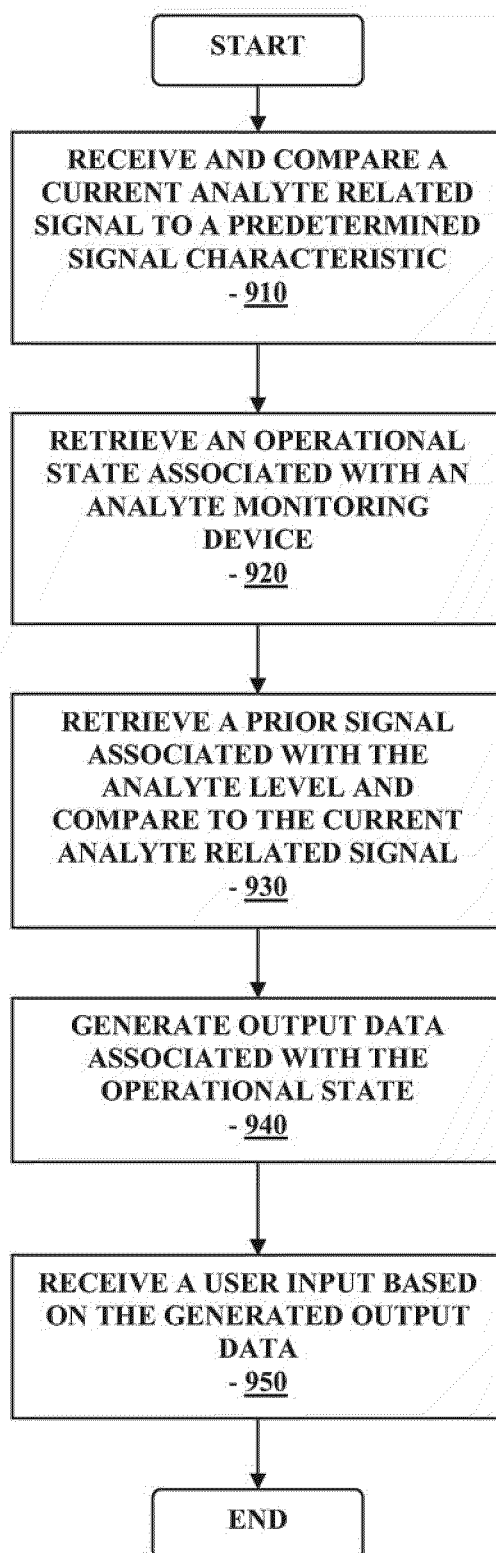 START
RECEIVE AND COMPARE A
CURRENT ANALYTE RELATED
SIGNAL TO A PREDETERMINED
SIGNAL CHARACTERISTIC
- 910
RETRIEVE AN OPERATIONAL
STATE ASSOCIATED WITH AN
ANALYTE MONITORING
DEVICE
- 920
RETRIEVE A PRIOR SIGNAL
ASSOCIATED WITH THE
ANALYTE LEVEL AND
COMPARE TO THE CURRENT
ANALYTE RELATED SIGNAL
- 930
GENERATE OUTPUT DATA
ASSOCIATED WITH THE
OPERATIONAL STATE
- 940
RECEIVE A USER INPUT BASED
ON THE GENERATED OUTPUT
DATA
- 950
END